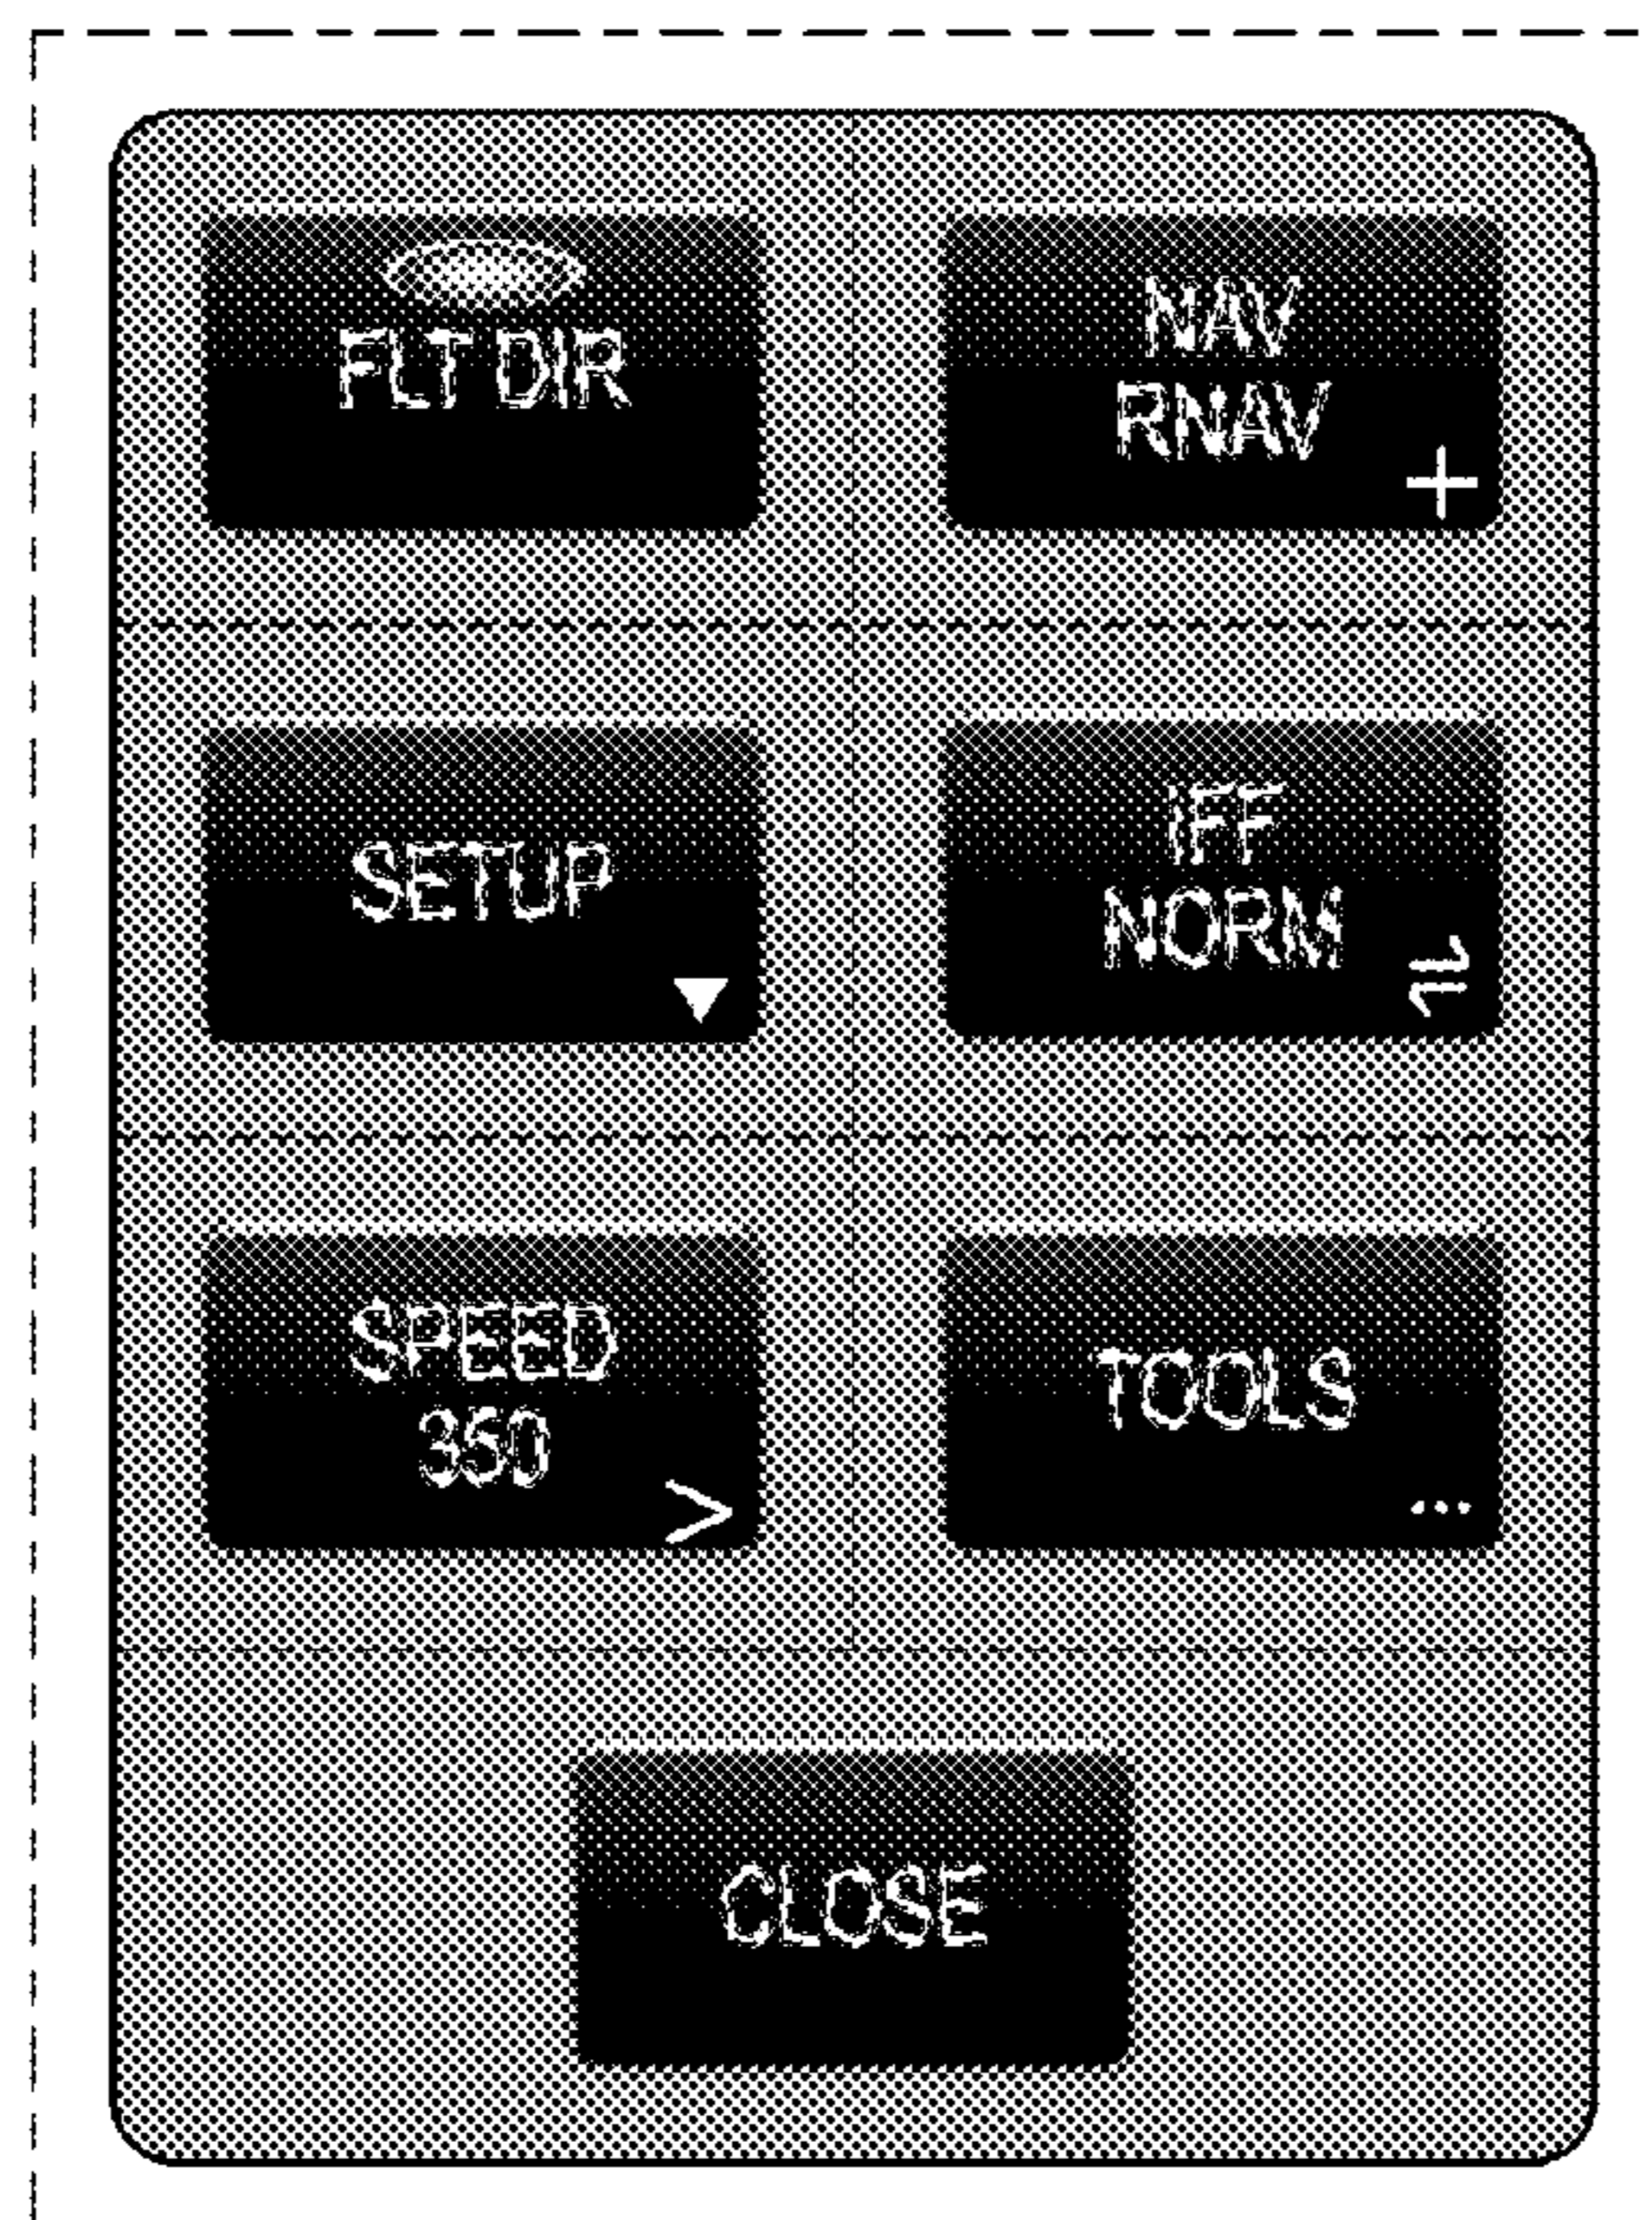 FLT DIR
NAV
RNAV
+
SETUP
IFF
NORM
SPEED
350
>
TOOLS
...
CLOSE